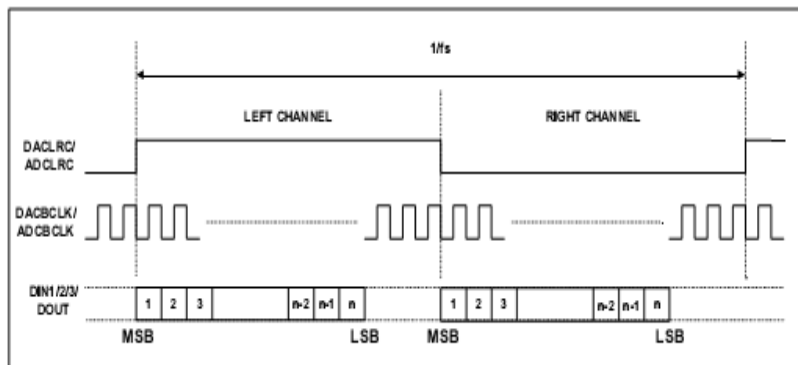 1/fs
LEFT CHANNEL RIGHT CHANNEL
DACLRC/
ADCLRC
DACBCLK/
ADCBCLK
DIN1/2/3/
DOUT
1 2 3 n-2 n-1 n 1 2 3 n-2 n-1 n
MSB LSB MSB LSB